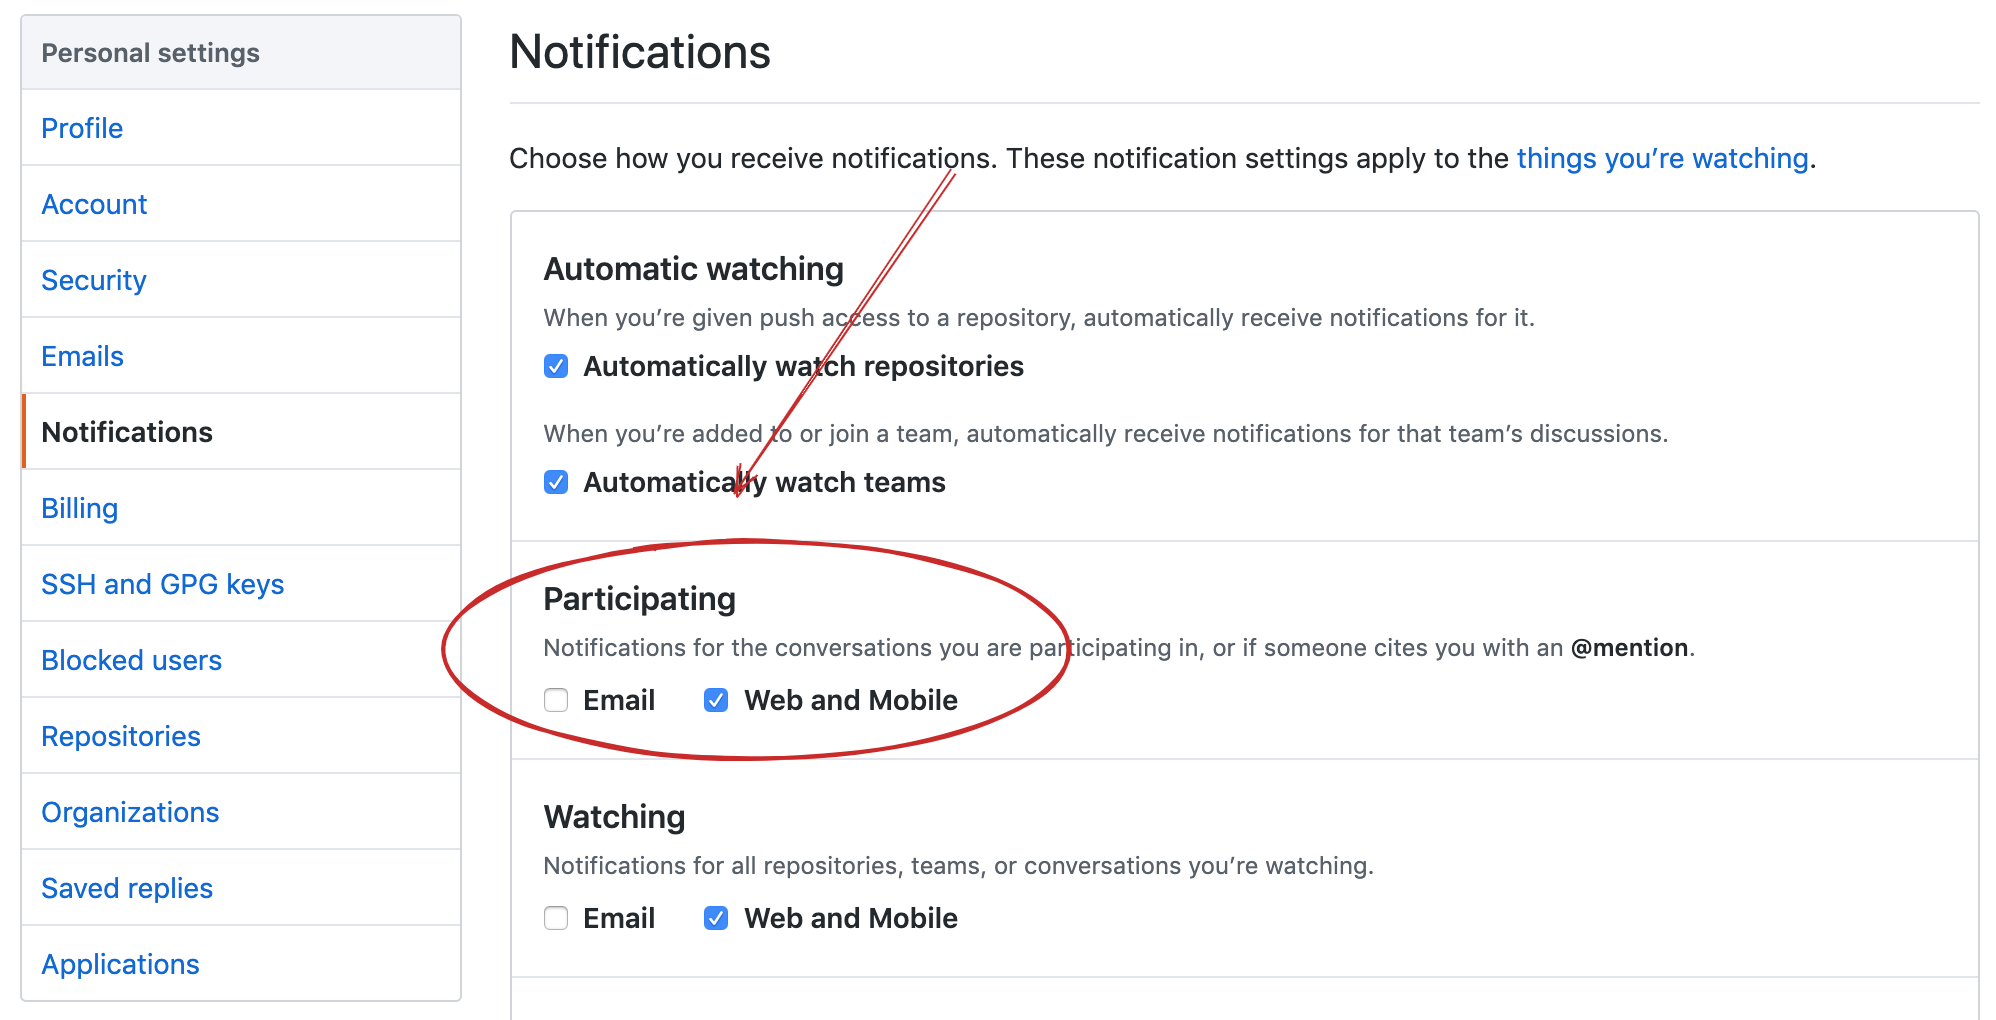 Personal settings
Profile
Account
Security
Emails
Notifications
Billing
SSH and GPG keys
Blocked users
Repositories
Organizations
Saved replies
Applications
Notifications
Choose how you receive notifications. These notification settings apply to the things you’re watching.
Automatic watching
When you’re given push access to a repository, automatically receive notifications for it.
Automatically watch repositories
When you’re added to or join a team, automatically receive notifications for that team’s discussions.
Automatically watch teams
Participating
Notifications for the conversations you are participating in, or if someone cites you with an @mention.
Email Web and Mobile
Watching
Notifications for all repositories, teams, or conversations you’re watching.
Email Web and Mobile